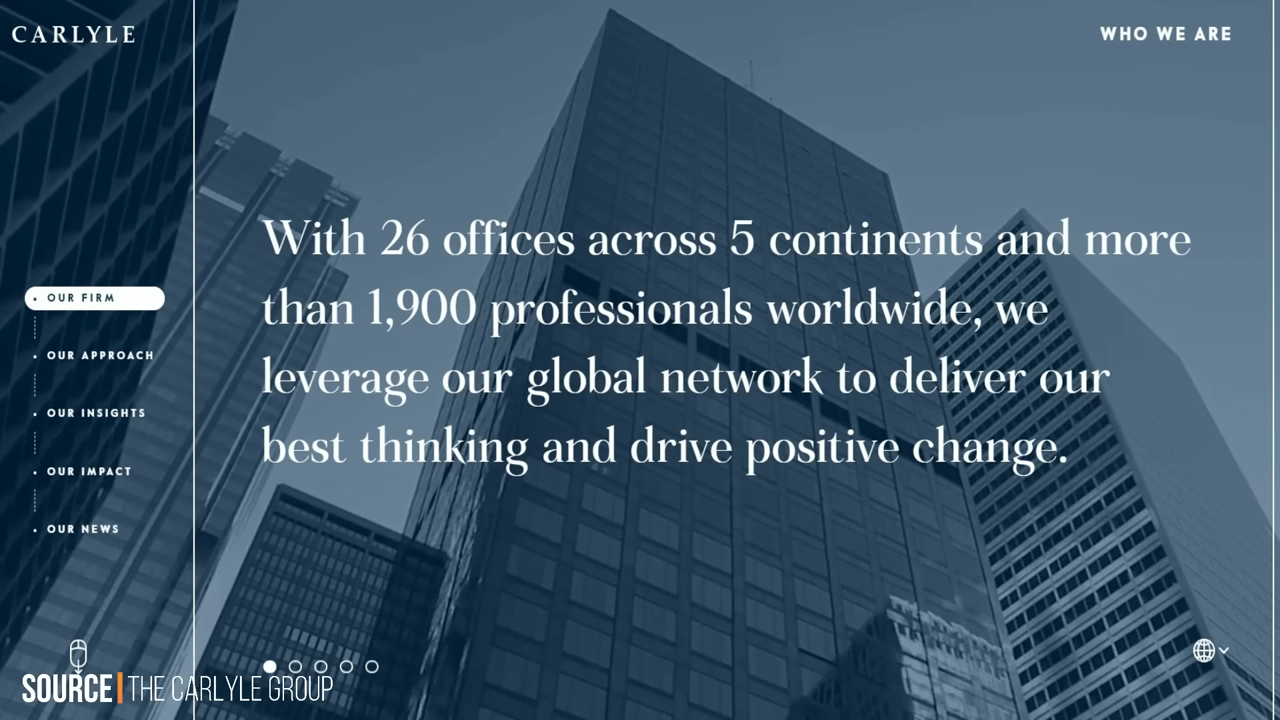 CARLYLE
WHO WE ARE
With 26 offices across 5 continents and more
than 1,900 professionals worldwide, we
leverage our global network to deliver our
best thinking and drive positive change.
OUR FIRM
OUR APPROACH
OUR INSIGHTS
OUR IMPACT
OUR NEWS
SOURCE | THE CARLYLE GROUP